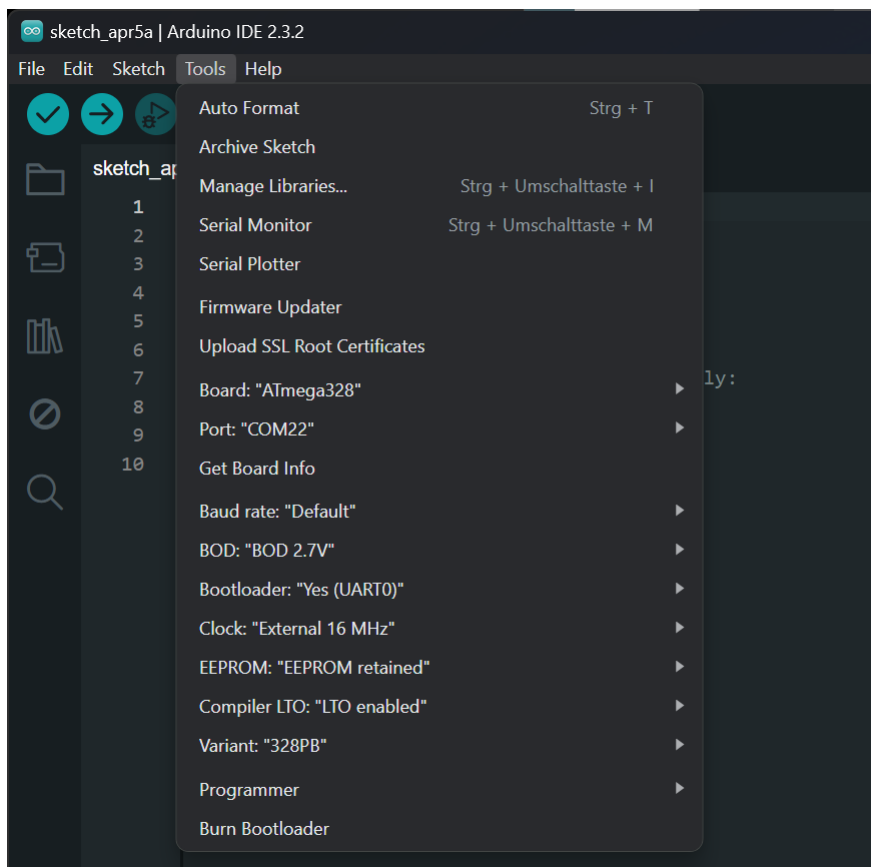 sketch_apr5a | Arduino IDE 2.3.2
File Edit Sketch Tools Help
Auto Format Strg + T
Archive Sketch
sketch_ap
Manage Libraries... Strg + Umschalttaste + I
1
Serial Monitor Strg + Umschalttaste + M
2
Serial Plotter
3
4
Firmware Updater
5
Upload SSL Root Certificates
6
7
ly:
Board: "ATmega328"
8
Port: "COM22"
9
Get Board Info
10
Baud rate: "Default"
BOD: "BOD 2.7V"
Bootloader: "Yes (UART0)"
Clock: "External 16 MHz"
EEPROM: "EEPROM retained"
Compiler LTO: "LTO enabled"
Variant: "328PB"
Programmer
Burn Bootloader